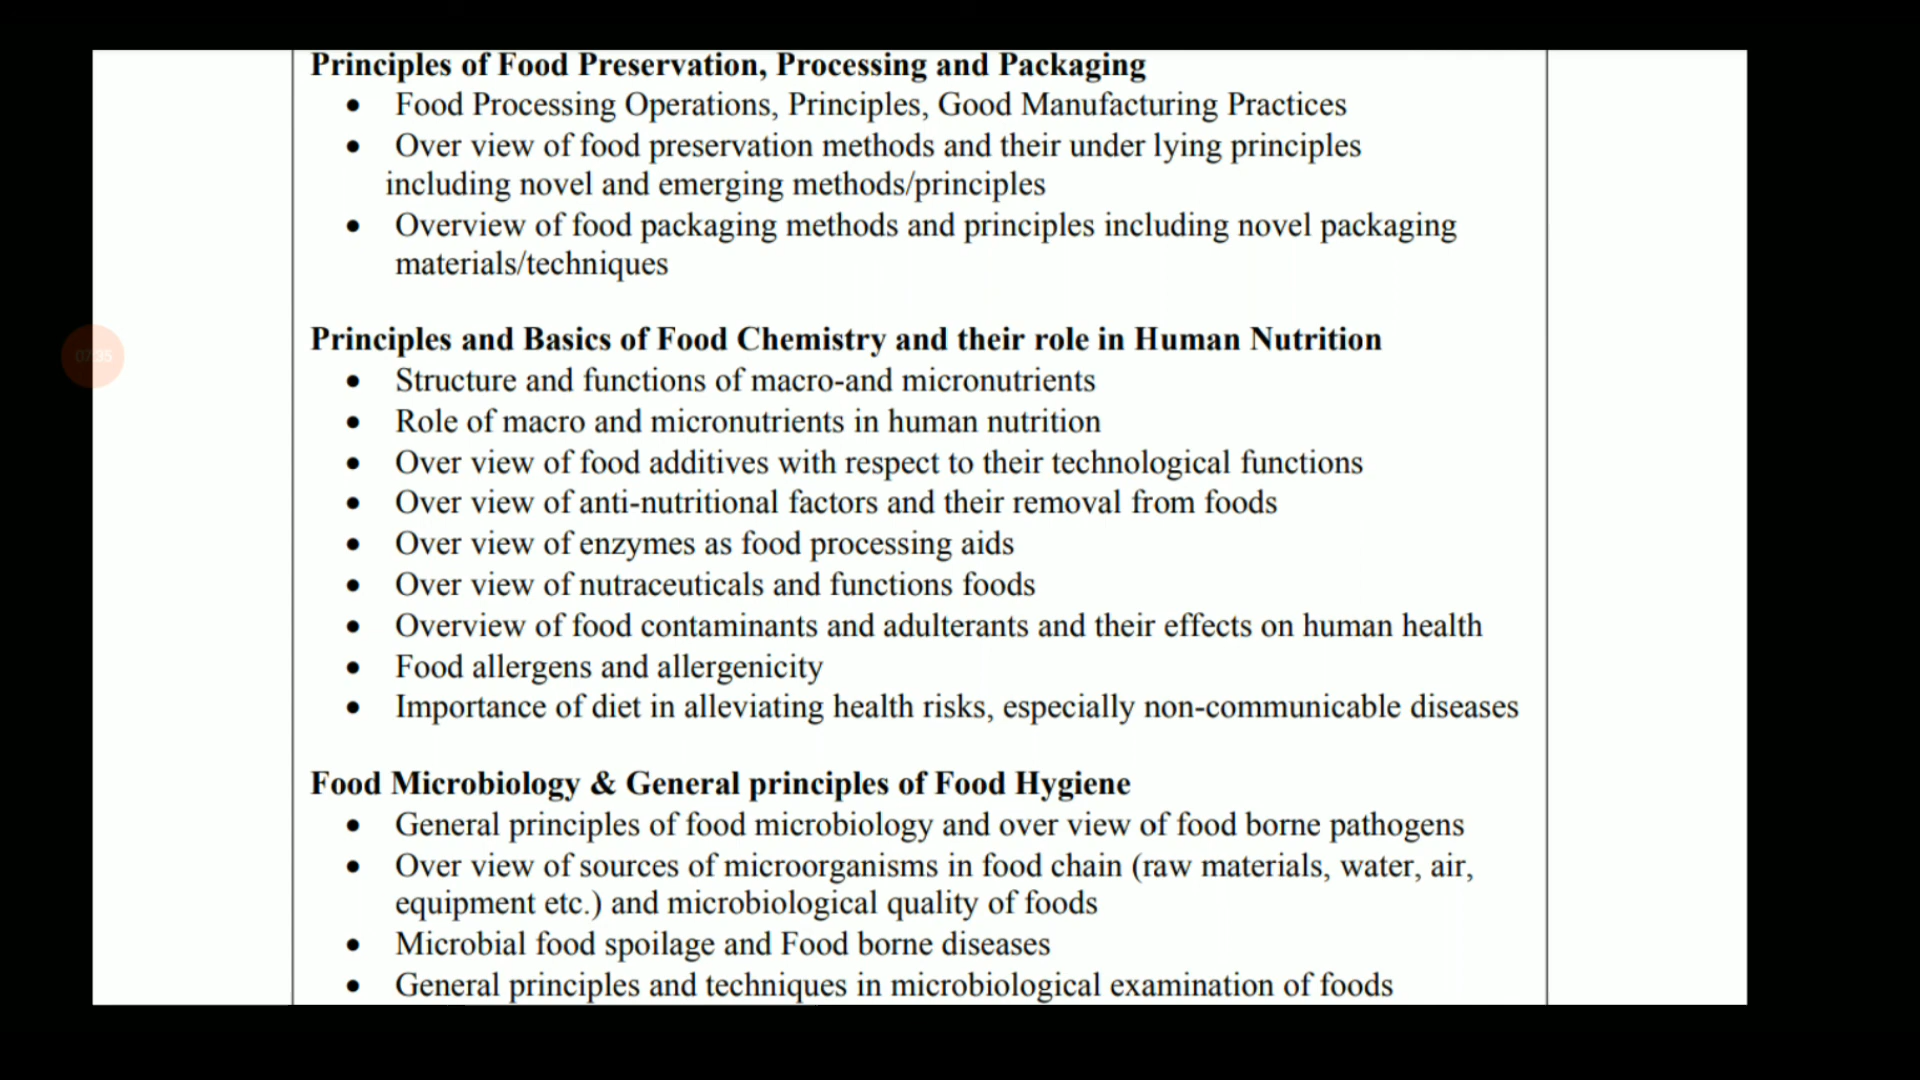 Principles of Food Preservation, Processing and Packaging
• Food Processing Operations, Principles, Good Manufacturing Practices
• Over view of food preservation methods and their under lying principles
including novel and emerging methods/principles
• Overview of food packaging methods and principles including novel packaging
materials/techniques
Principles and Basics of Food Chemistry and their role in Human Nutrition
• Structure and functions of macro-and micronutrients
• Role of macro and micronutrients in human nutrition
• Over view of food additives with respect to their technological functions
• Over view of anti-nutritional factors and their removal from foods
• Over view of enzymes as food processing aids
• Over view of nutraceuticals and functions foods
• Overview of food contaminants and adulterants and their effects on human health
• Food allergens and allergenicity
• Importance of diet in alleviating health risks, especially non-communicable diseases
Food Microbiology & General principles of Food Hygiene
• General principles of food microbiology and over view of food borne pathogens
• Over view of sources of microorganisms in food chain (raw materials, water, air,
equipment etc.) and microbiological quality of foods
• Microbial food spoilage and Food borne diseases
• General principles and techniques in microbiological examination of foods
07:35